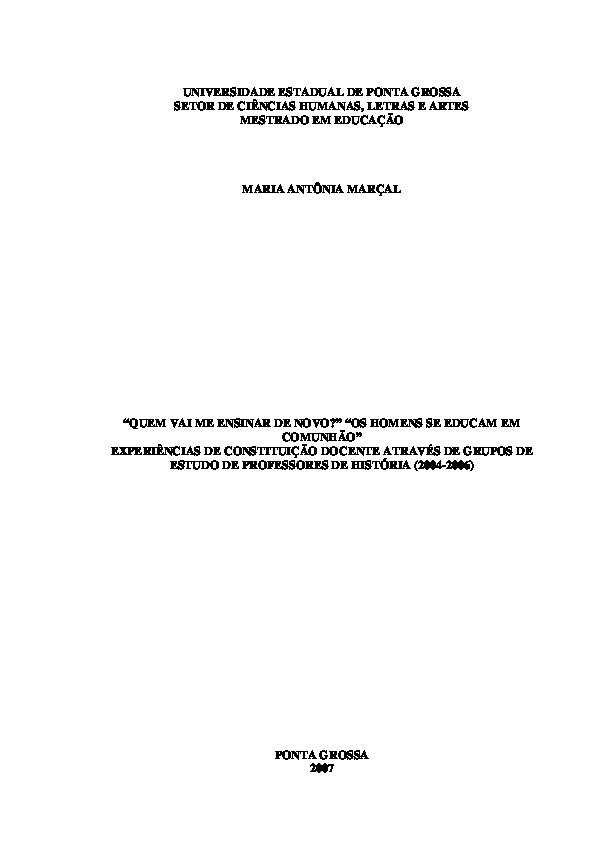 UNIVERSIDADE ESTADUAL DE PONTA GROSSA
SETOR DE CIÊNCIAS HUMANAS, LETRAS E ARTES
MESTRADO EM EDUCAÇÃO
MARIA ANTÔNIA MARÇAL
“QUEM VAI ME ENSINAR DE NOVO?” “OS HOMENS SE EDUCAM EM
COMUNHÃO”
EXPERIÊNCIAS DE CONSTITUIÇÃO DOCENTE ATRAVÉS DE GRUPOS DE
ESTUDO DE PROFESSORES DE HISTÓRIA (2004-2006)
PONTA GROSSA
2007